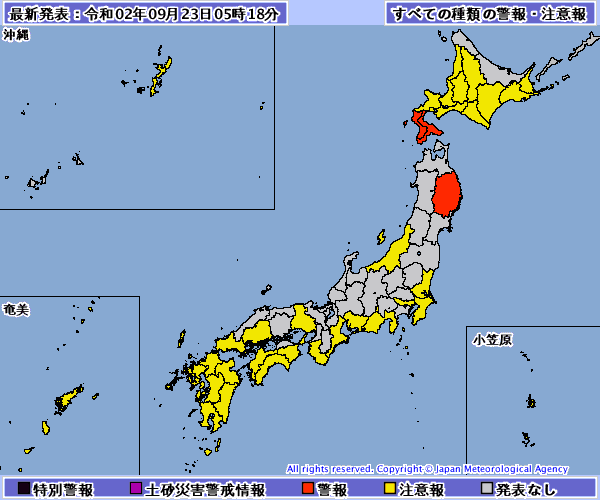 最新発表：令和02年09月23日05時18分
すべての種類の警報・注意報
沖縄
奄美
小笠原
All rights reserved. Copyright © Japan Meteorological Agency
特別警報 土砂災害警戒情報 警報 注意報 発表なし